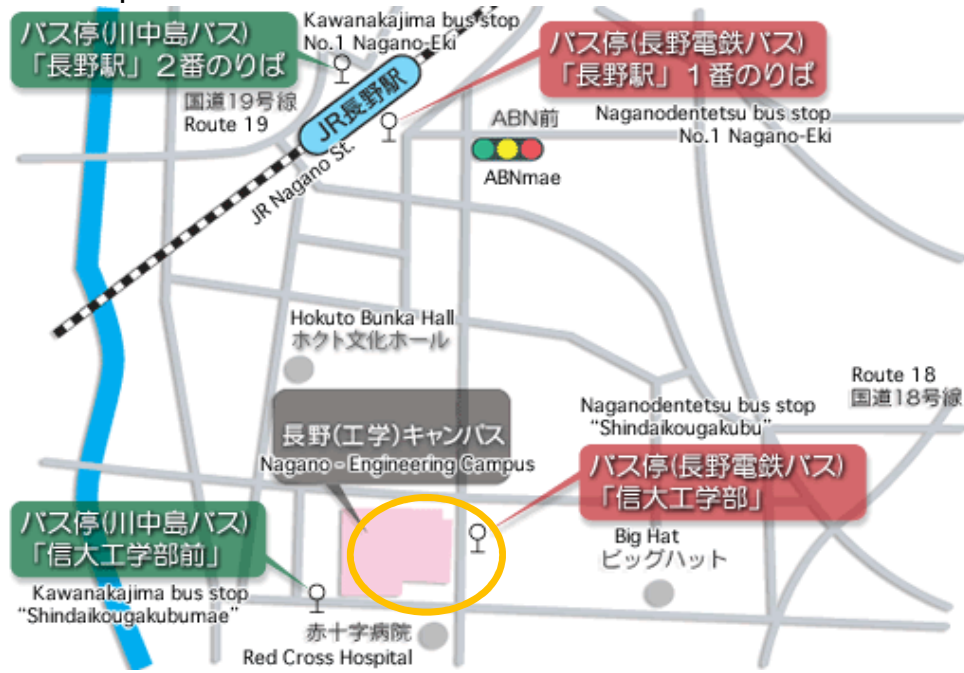 バス停(川中島バス)
「長野駅」２番のりば
Kawanakajima bus stop
No.1 Nagano-Eki
バス停(長野電鉄バス)
「長野駅」１番のりば
国道19号線
Route 19
JR長野駅
JR Nagano St.
ABN前
ABNmae
Naganodentetsu bus stop
No.1 Nagano-Eki
Hokuto Bunka Hall
ホクト文化ホール
Route 18
国道18号線
長野(工学)キャンパス
Nagano - Engineering Campus
Naganodentetsu bus stop
“Shindaikougakubu”
バス停(長野電鉄バス)
「信大工学部」
バス停(川中島バス)
「信大工学部前」
Kawanakajima bus stop
“Shindaikougakubumae”
Big Hat
ビッグハット
赤十字病院
Red Cross Hospital